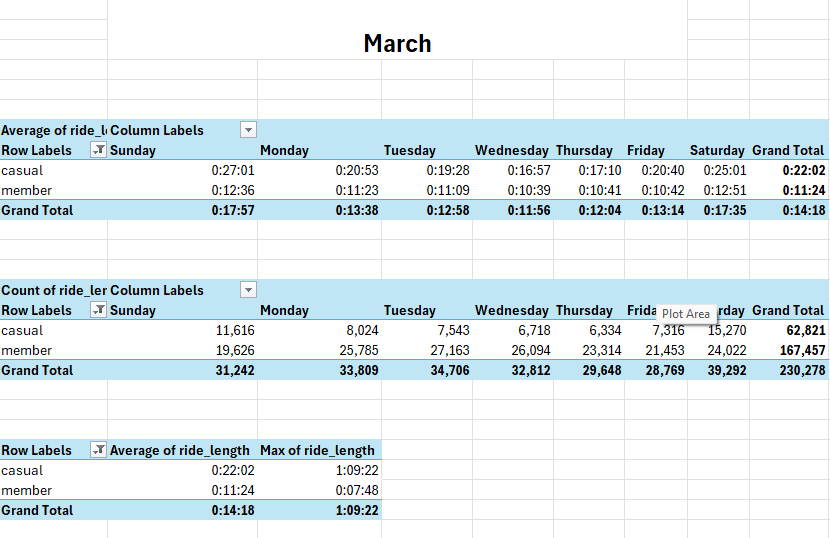 March
Average of ride_l Column Labels
Row Labels Sunday Monday Tuesday Wednesday Thursday Friday Saturday Grand Total
casual 0:27:01 0:20:53 0:19:28 0:16:57 0:17:10 0:20:40 0:25:01 0:22:02
member 0:12:36 0:11:23 0:11:09 0:10:39 0:10:41 0:10:42 0:12:51 0:11:24
Grand Total 0:17:57 0:13:38 0:12:58 0:11:56 0:12:04 0:13:14 0:17:35 0:14:18
Count of ride_ler Column Labels
Row Labels Sunday Monday Tuesday Wednesday Thursday Frida Plot Area rday Grand Total
casual 11,616 8,024 7,543 6,718 6,334 7,316 15,270 62,821
member 19,626 25,785 27,163 26,094 23,314 21,453 24,022 167,457
Grand Total 31,242 33,809 34,706 32,812 29,648 28,769 39,292 230,278
Row Labels Average of ride_length Max of ride_length
casual 0:22:02 1:09:22
member 0:11:24 0:07:48
Grand Total 0:14:18 1:09:22